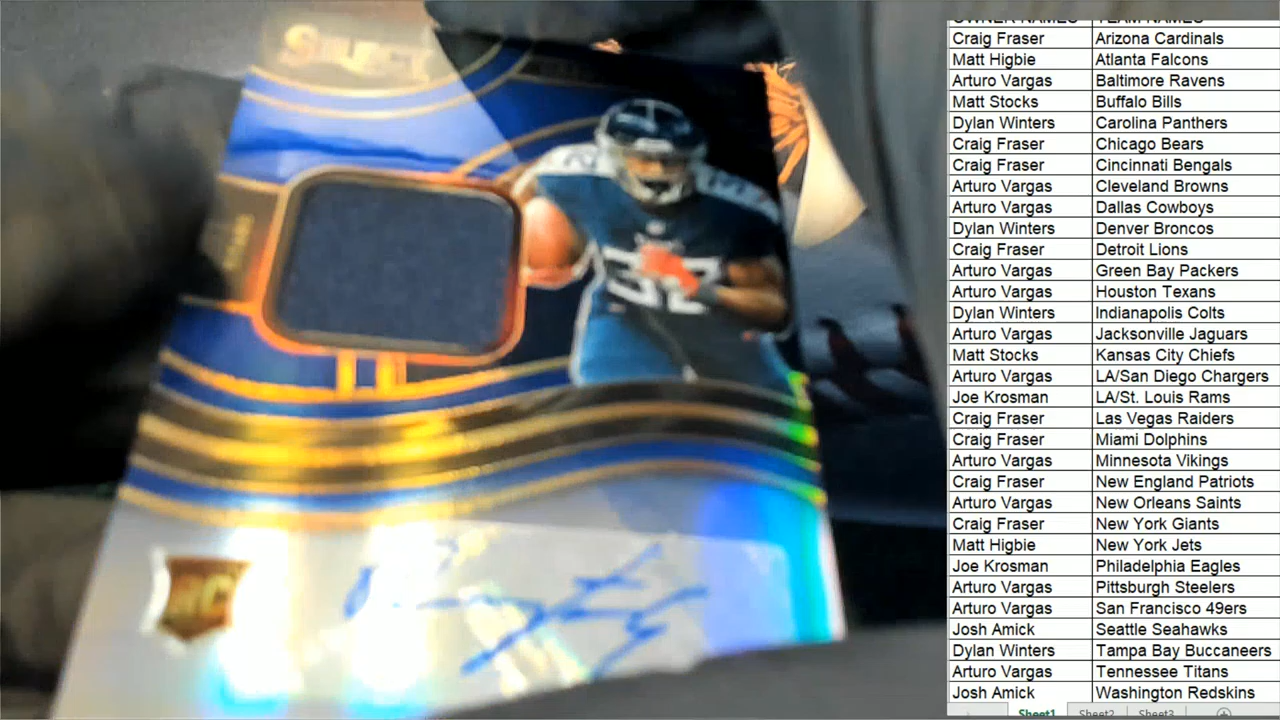 OWNER NAMES TEAM NAMES
Craig Fraser Arizona Cardinals
Matt Higbie Atlanta Falcons
Arturo Vargas Baltimore Ravens
Matt Stocks Buffalo Bills
Dylan Winters Carolina Panthers
Craig Fraser Chicago Bears
Craig Fraser Cincinnati Bengals
Arturo Vargas Cleveland Browns
Arturo Vargas Dallas Cowboys
Dylan Winters Denver Broncos
Craig Fraser Detroit Lions
Arturo Vargas Green Bay Packers
Arturo Vargas Houston Texans
Dylan Winters Indianapolis Colts
Arturo Vargas Jacksonville Jaguars
Matt Stocks Kansas City Chiefs
Arturo Vargas LA/San Diego Chargers
Joe Krosman LA/St. Louis Rams
Craig Fraser Las Vegas Raiders
Craig Fraser Miami Dolphins
Arturo Vargas Minnesota Vikings
Craig Fraser New England Patriots
Arturo Vargas New Orleans Saints
Craig Fraser New York Giants
Matt Higbie New York Jets
Joe Krosman Philadelphia Eagles
Arturo Vargas Pittsburgh Steelers
Arturo Vargas San Francisco 49ers
Josh Amick Seattle Seahawks
Dylan Winters Tampa Bay Buccaneers
Arturo Vargas Tennessee Titans
Josh Amick Washington Redskins
Sheet1 Sheet2 Sheet3
Select
32
RC